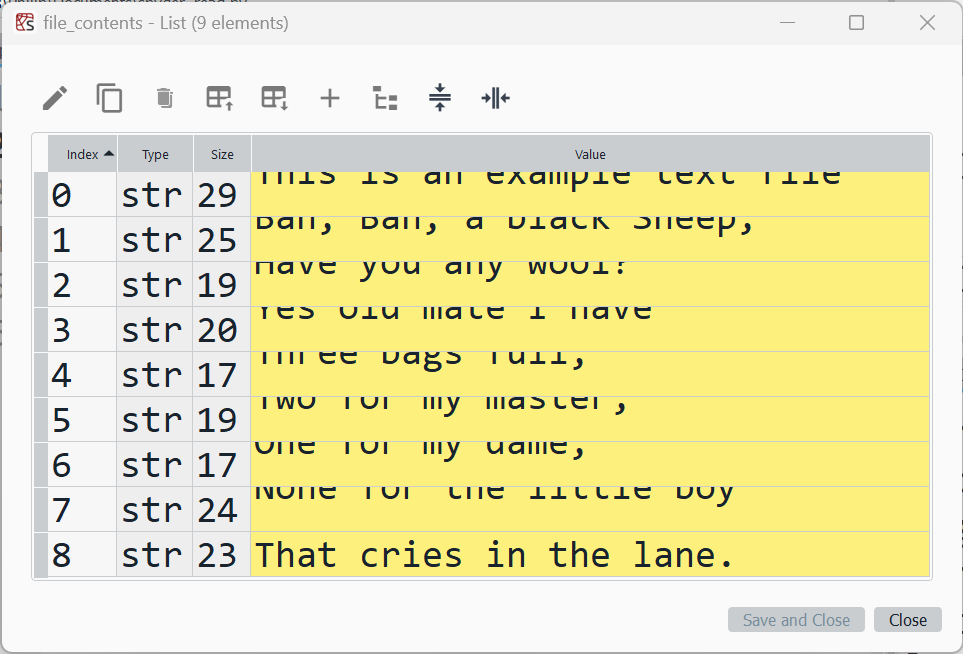 file_contents - List (9 elements)
Index Type Size Value
0 str 29 This is an example text file
1 str 25 Bah, Bah, a black Sheep,
2 str 19 Have you any wool?
3 str 20 Yes old mate I have
4 str 17 Three bags full,
5 str 19 Two for my master,
6 str 17 One for my dame,
7 str 24 None for the little boy
8 str 23 That cries in the lane.
Save and Close Close